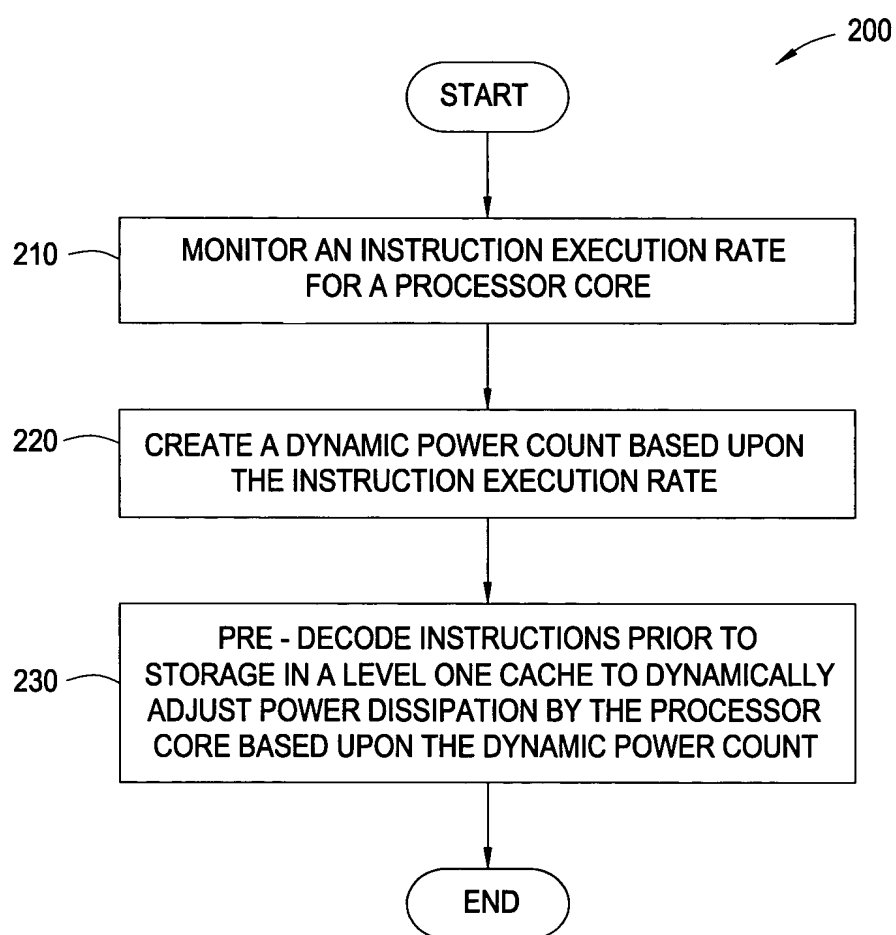 200
START
210
MONITOR AN INSTRUCTION EXECUTION RATE
FOR A PROCESSOR CORE
220
CREATE A DYNAMIC POWER COUNT BASED UPON
THE INSTRUCTION EXECUTION RATE
230
PRE - DECODE INSTRUCTIONS PRIOR TO
STORAGE IN A LEVEL ONE CACHE TO DYNAMICALLY
ADJUST POWER DISSIPATION BY THE PROCESSOR
CORE BASED UPON THE DYNAMIC POWER COUNT
END